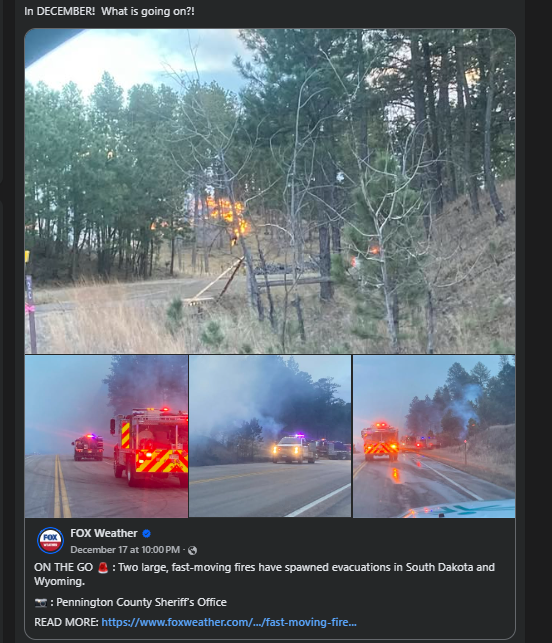 In DECEMBER! What is going on?!
FOX Weather
December 17 at 10:00 PM ·
ON THE GO 🚨 : Two large, fast-moving fires have spawned evacuations in South Dakota and
Wyoming.
📹 : Pennington County Sheriff's Office
READ MORE: https://www.foxweather.com/.../fast-moving-fire...
FOX
WEATHER